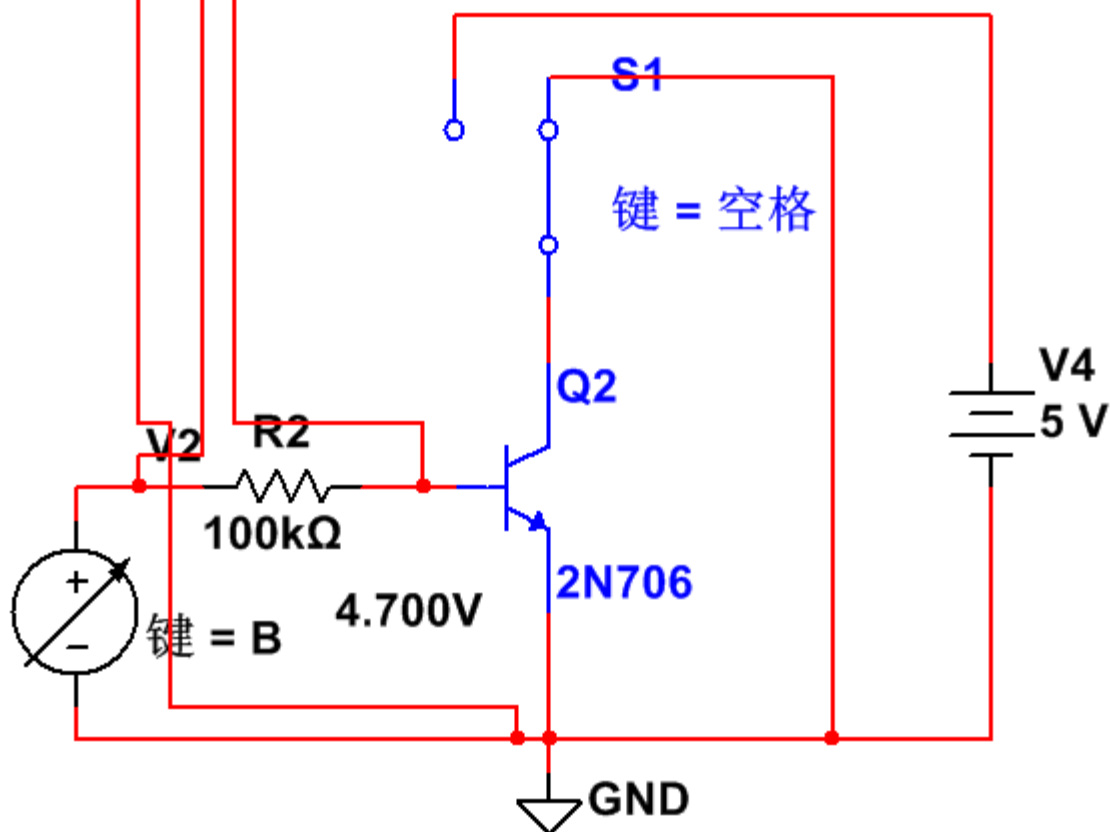 S1
键 = 空格
Q2
V4
5 V
V2
R2
100kΩ
2N706
4.700V
键 = B
+
−
GND